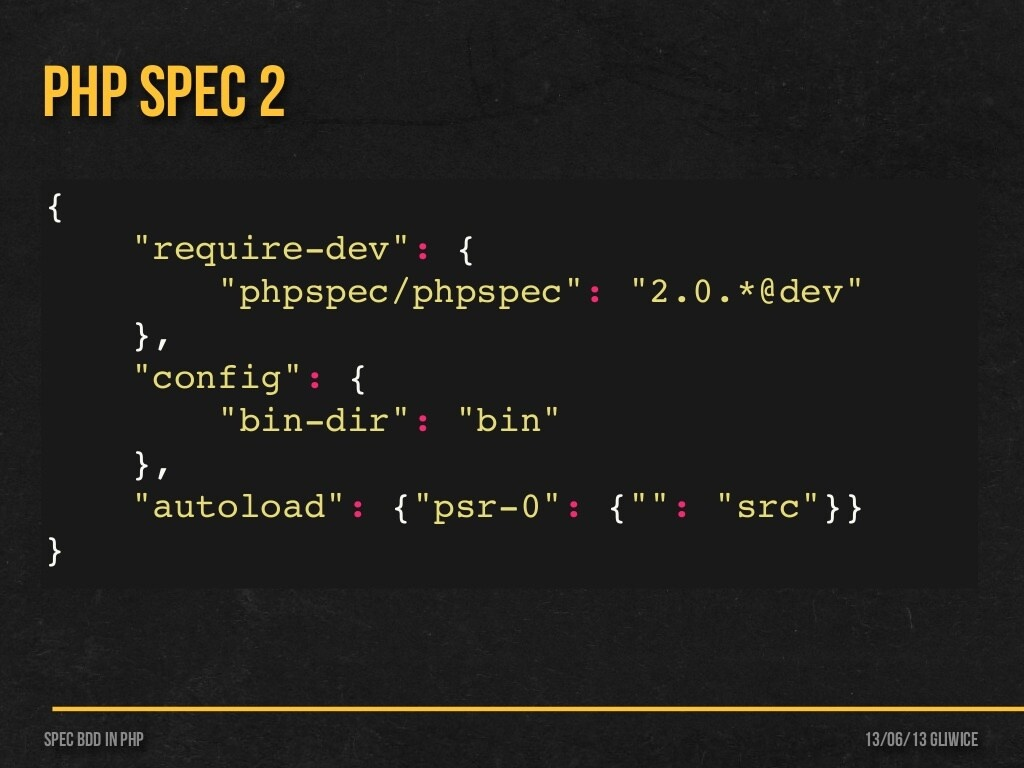 PHP SPEC 2
{
    "require-dev": {
        "phpspec/phpspec": "2.0.*@dev"
    },
    "config": {
        "bin-dir": "bin"
    },
    "autoload": {"psr-0": {"": "src"}}
}
SPEC BDD IN PHP
13/06/13 GLIWICE